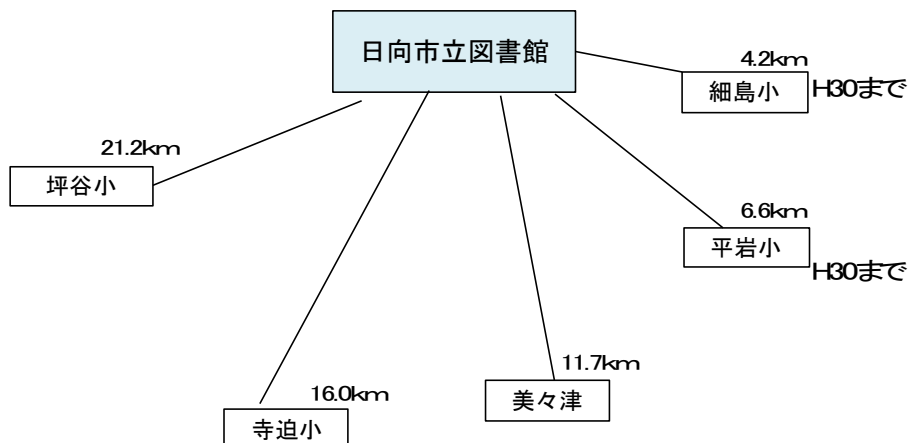 日向市立図書館
4.2km
細島小
H30まで
21.2km
坪谷小
6.6km
平岩小
H30まで
11.7km
美々津
16.0km
寺迫小